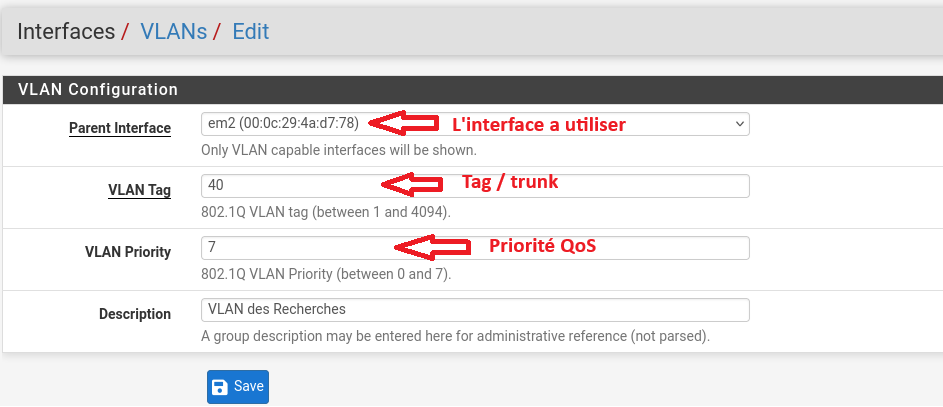 Interfaces / VLANs / Edit
VLAN Configuration
Parent Interface em2 (00:0c:29:4a:d7:78) L'interface a utiliser
Only VLAN capable interfaces will be shown.
VLAN Tag 40 Tag / trunk
802.1Q VLAN tag (between 1 and 4094).
VLAN Priority 7 Priorité QoS
802.1Q VLAN Priority (between 0 and 7).
Description VLAN des Recherches
A group description may be entered here for administrative reference (not parsed).
Save